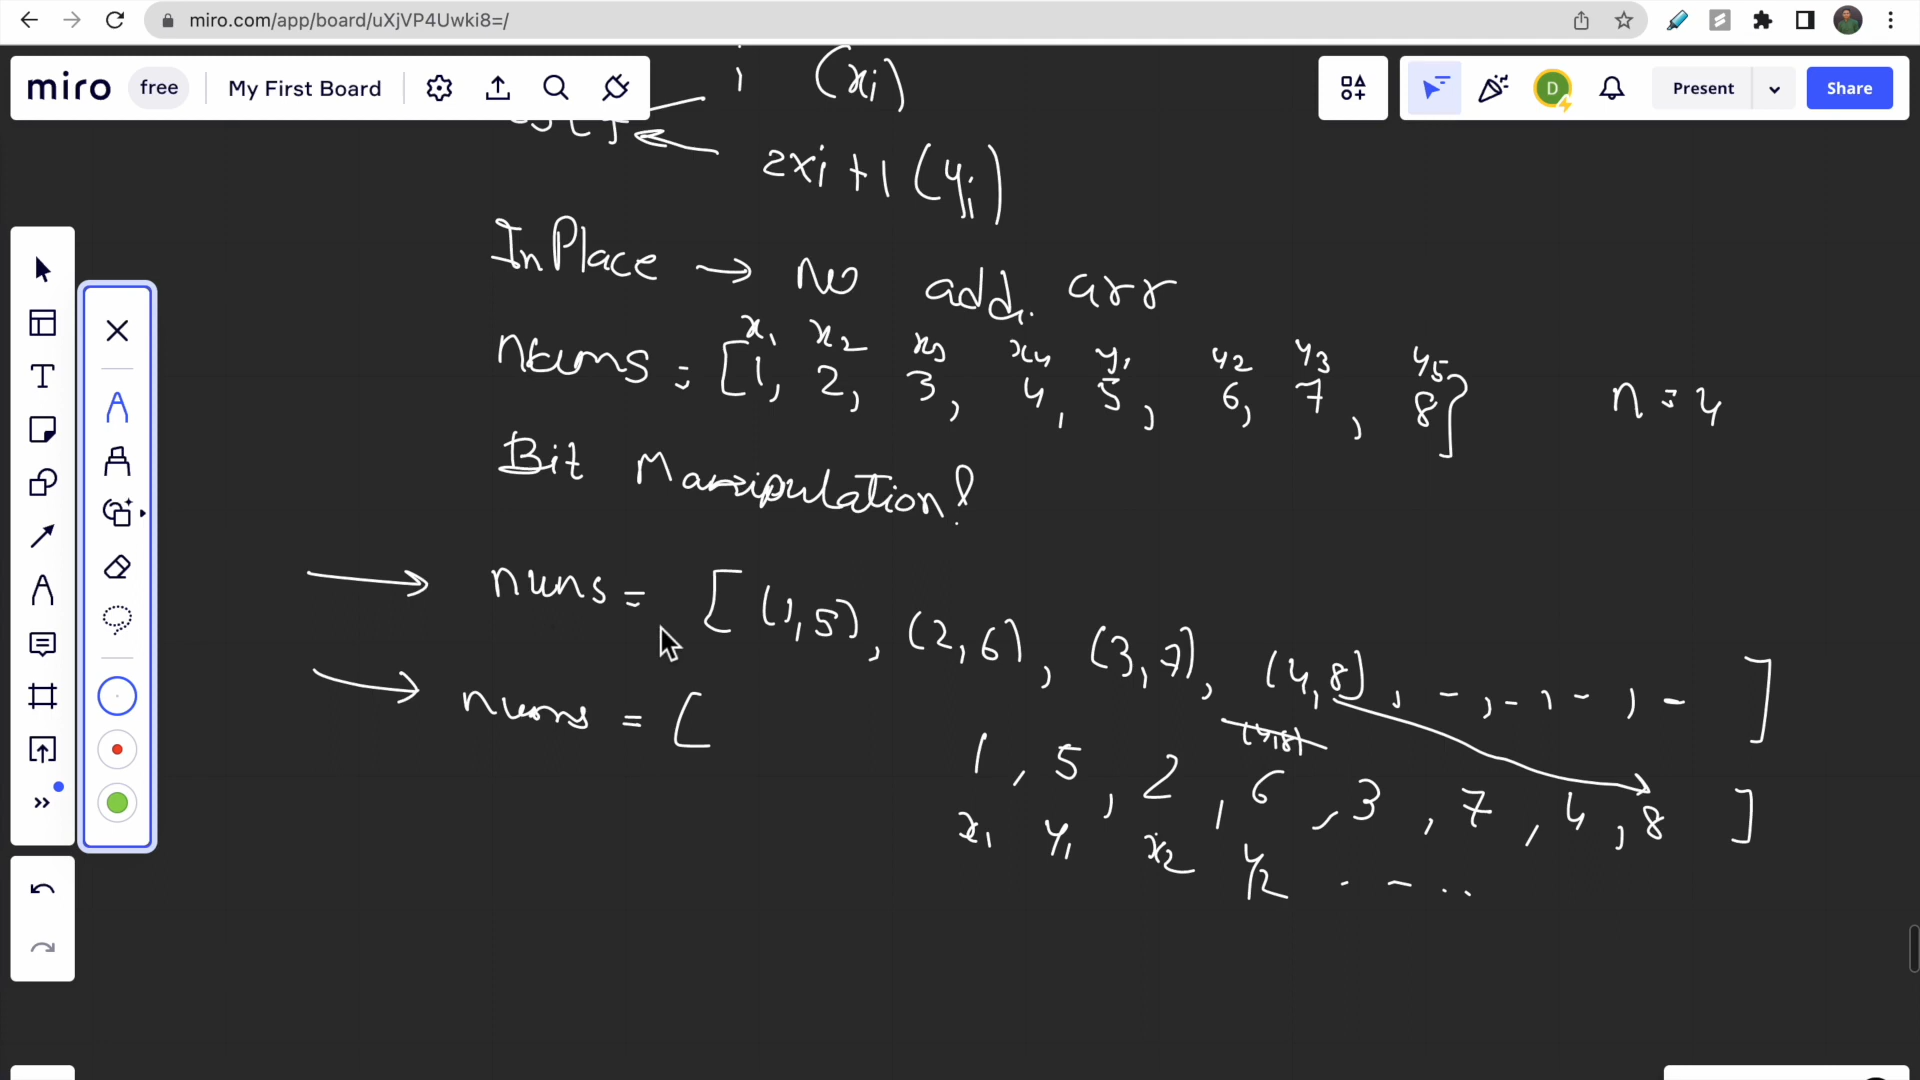 miro.com/app/board/uXjVP4Uwki8=/
miro free My First Board Present Share
D
i (xi)
2xi+1 (yi)
InPlace → No add. arr
x1 x2 x3 x4 y1 y2 y3 y5
nums = [1, 2, 3, 4, 5, 6, 7, 8] n = 4
Bit Manipulation!
→ nums = [ (1,5), (2,6), (3,7), (4,8), -, -, -, - ]
(4,8)
→ nums = [ 1, 5, 2, 6, 3, 7, 4, 8 ]
x1 y1 x2 y2 . - . .